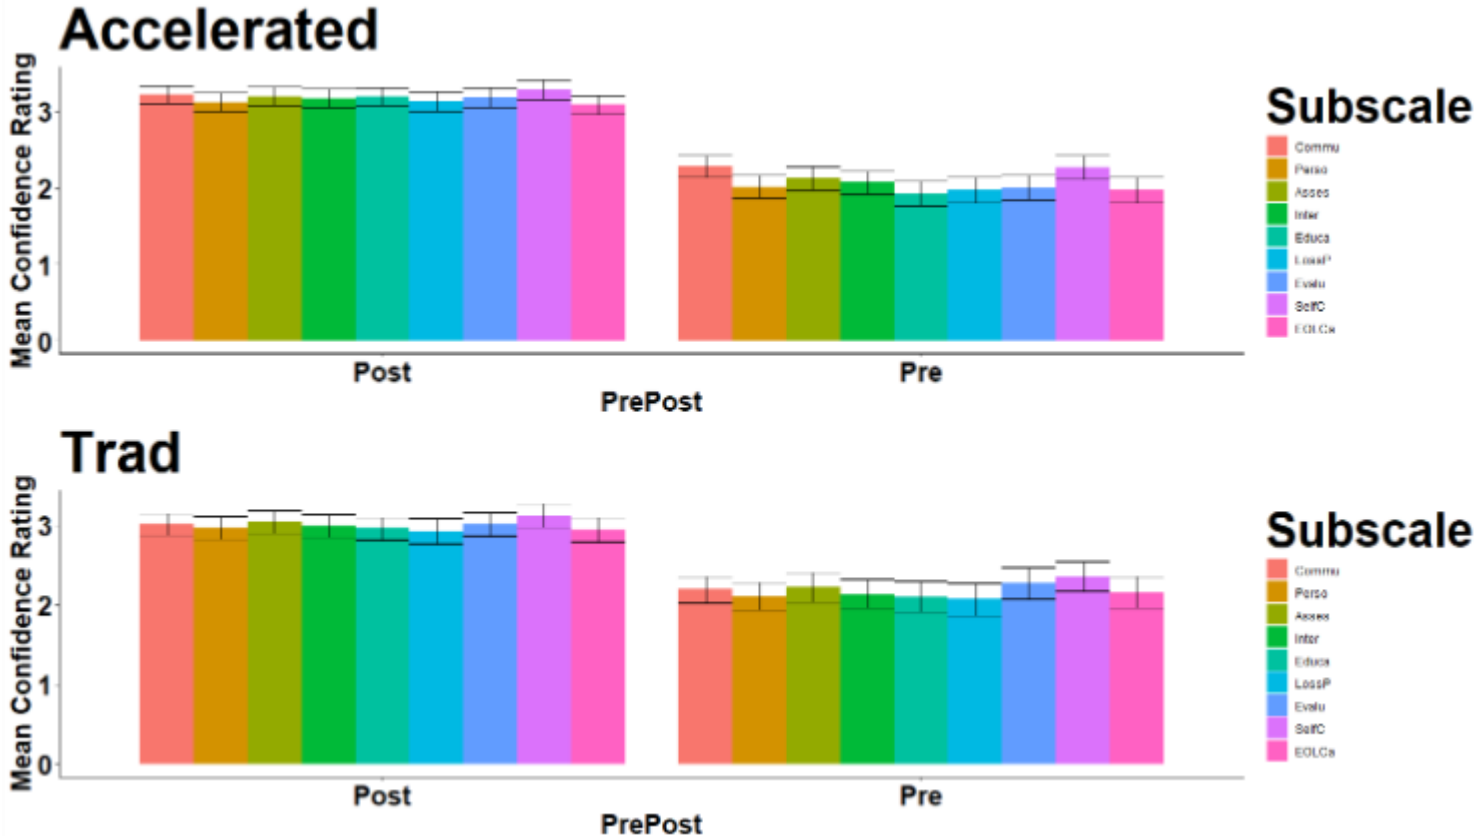 Accelerated
Mean Confidence Rating
3
2
1
0
Post
Pre
PrePost
Subscale
Commu
Perso
Asses
Inter
Educa
LossP
Evalu
SelfC
EOLCa
Trad
Mean Confidence Rating
3
2
1
0
Post
Pre
PrePost
Subscale
Commu
Perso
Asses
Inter
Educa
LossP
Evalu
SelfC
EOLCa